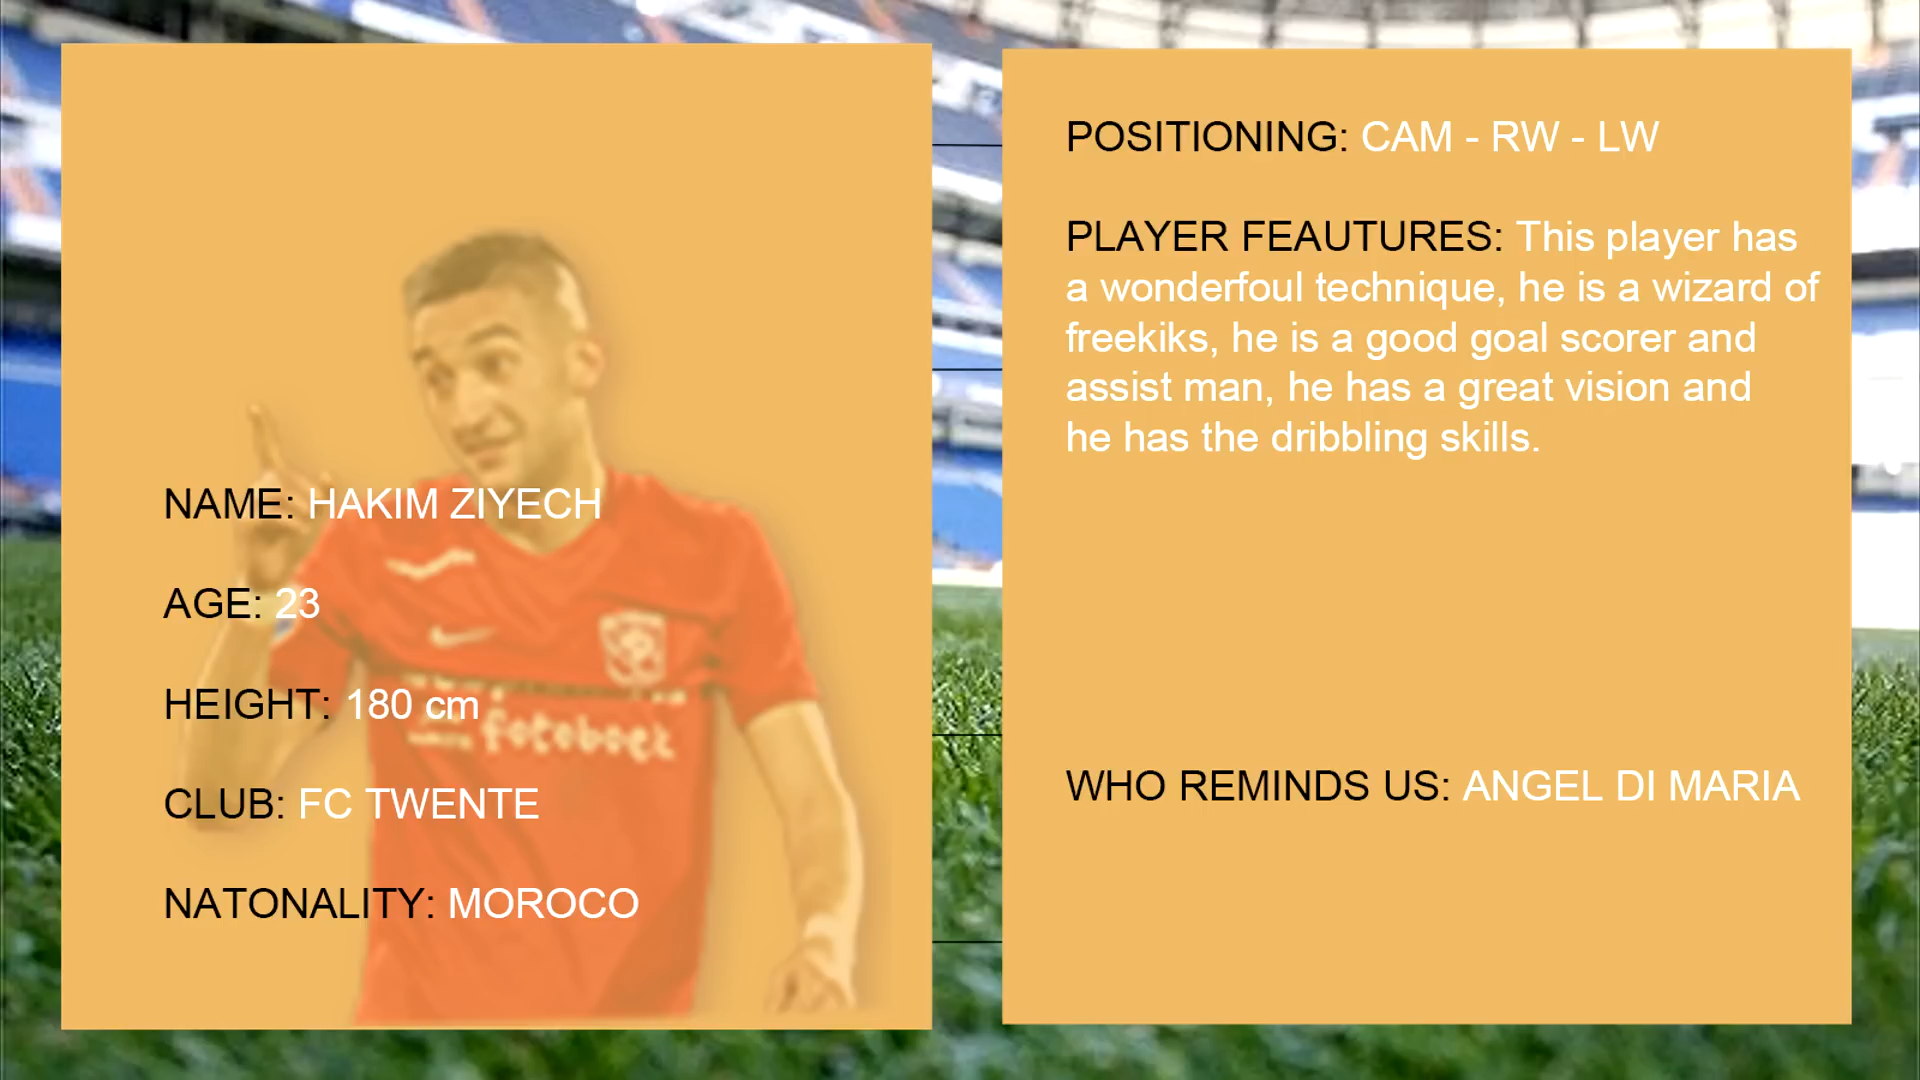 NAME: HAKIM ZIYECH
AGE: 23
HEIGHT: 180 cm
CLUB: FC TWENTE
NATONALITY: MOROCO
fotoboek
POSITIONING: CAM - RW - LW
PLAYER FEAUTURES: This player has
a wonderfoul technique, he is a wizard of
freekiks, he is a good goal scorer and
assist man, he has a great vision and
he has the dribbling skills.
WHO REMINDS US: ANGEL DI MARIA